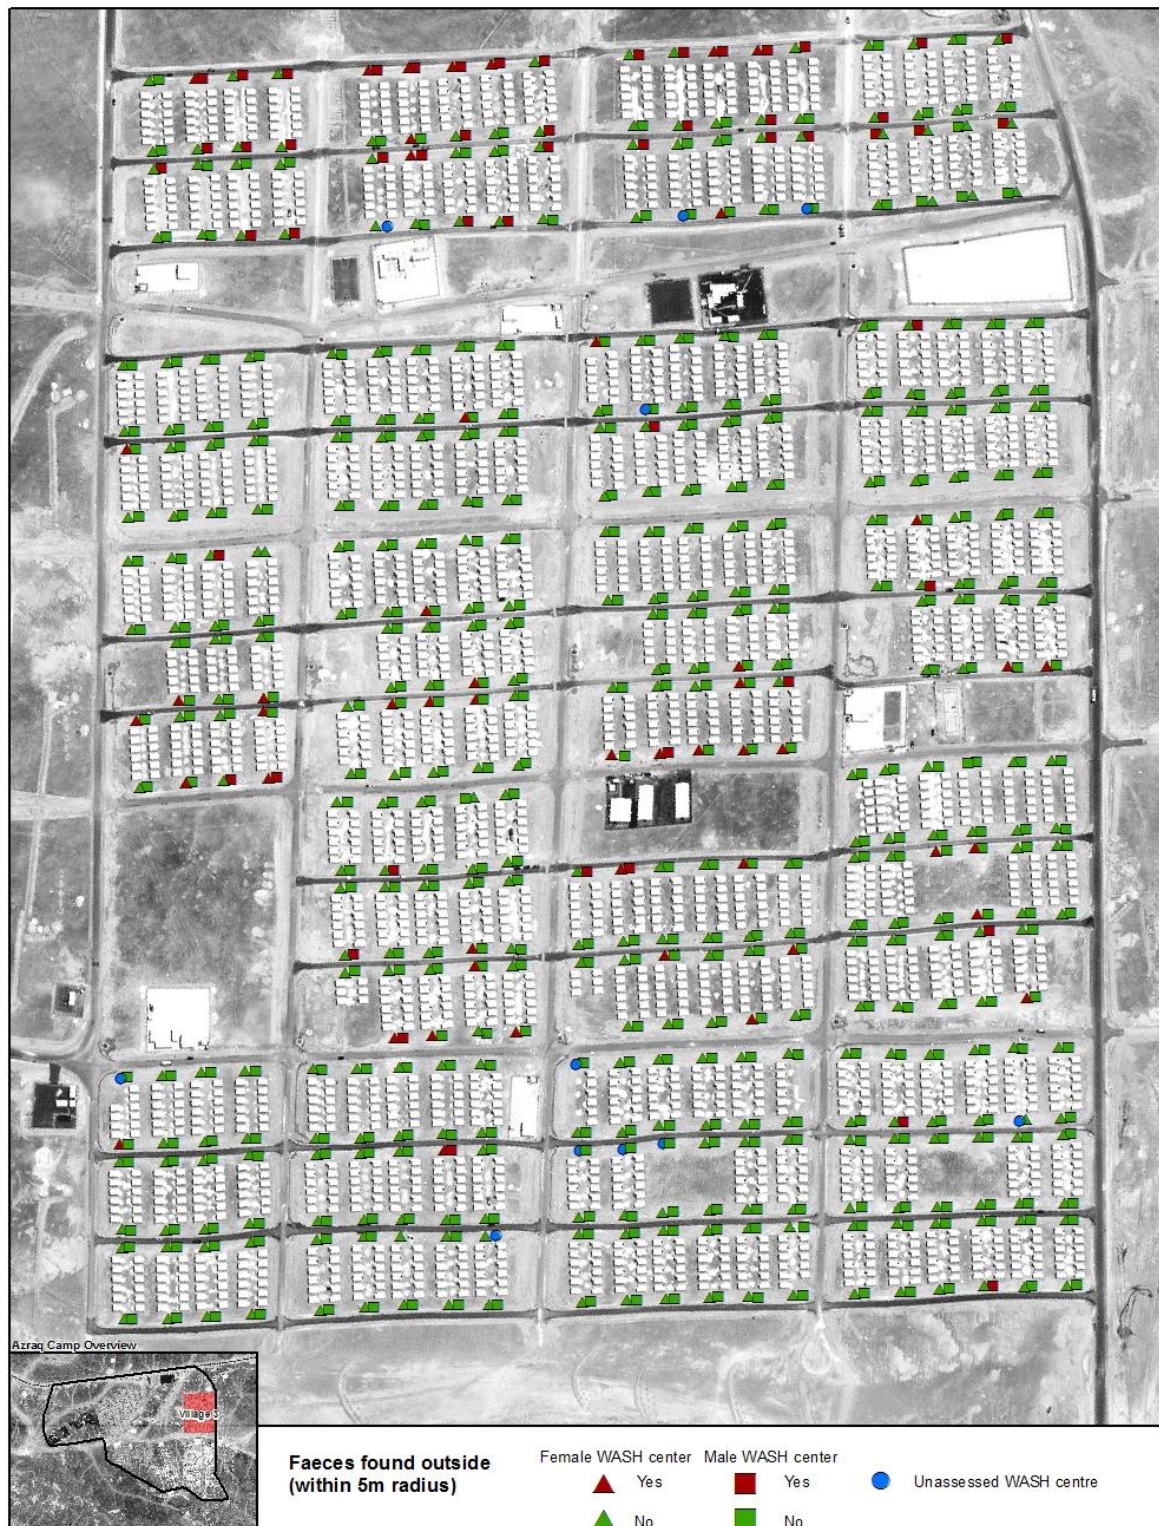 Azraq Camp Overview
Village 3
Faeces found outside
(within 5m radius)
Female WASH center
Male WASH center
Yes
Yes
Unassessed WASH centre
No
No